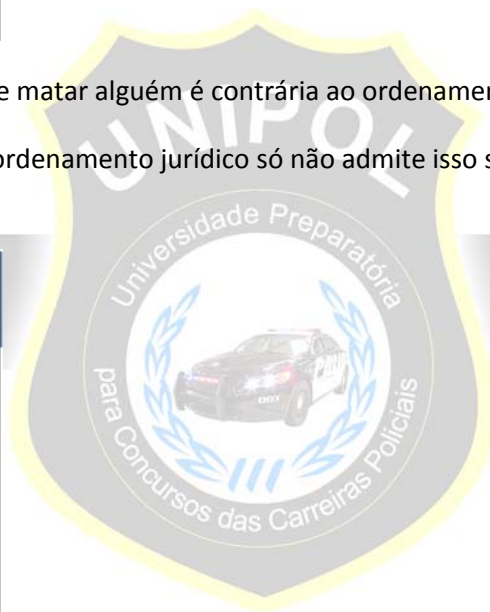 e matar alguém é contrária ao ordenamen
ordenamento jurídico só não admite isso s
UNIPOL
Universidade Preparatória
para Concursos das Carreiras Policiais